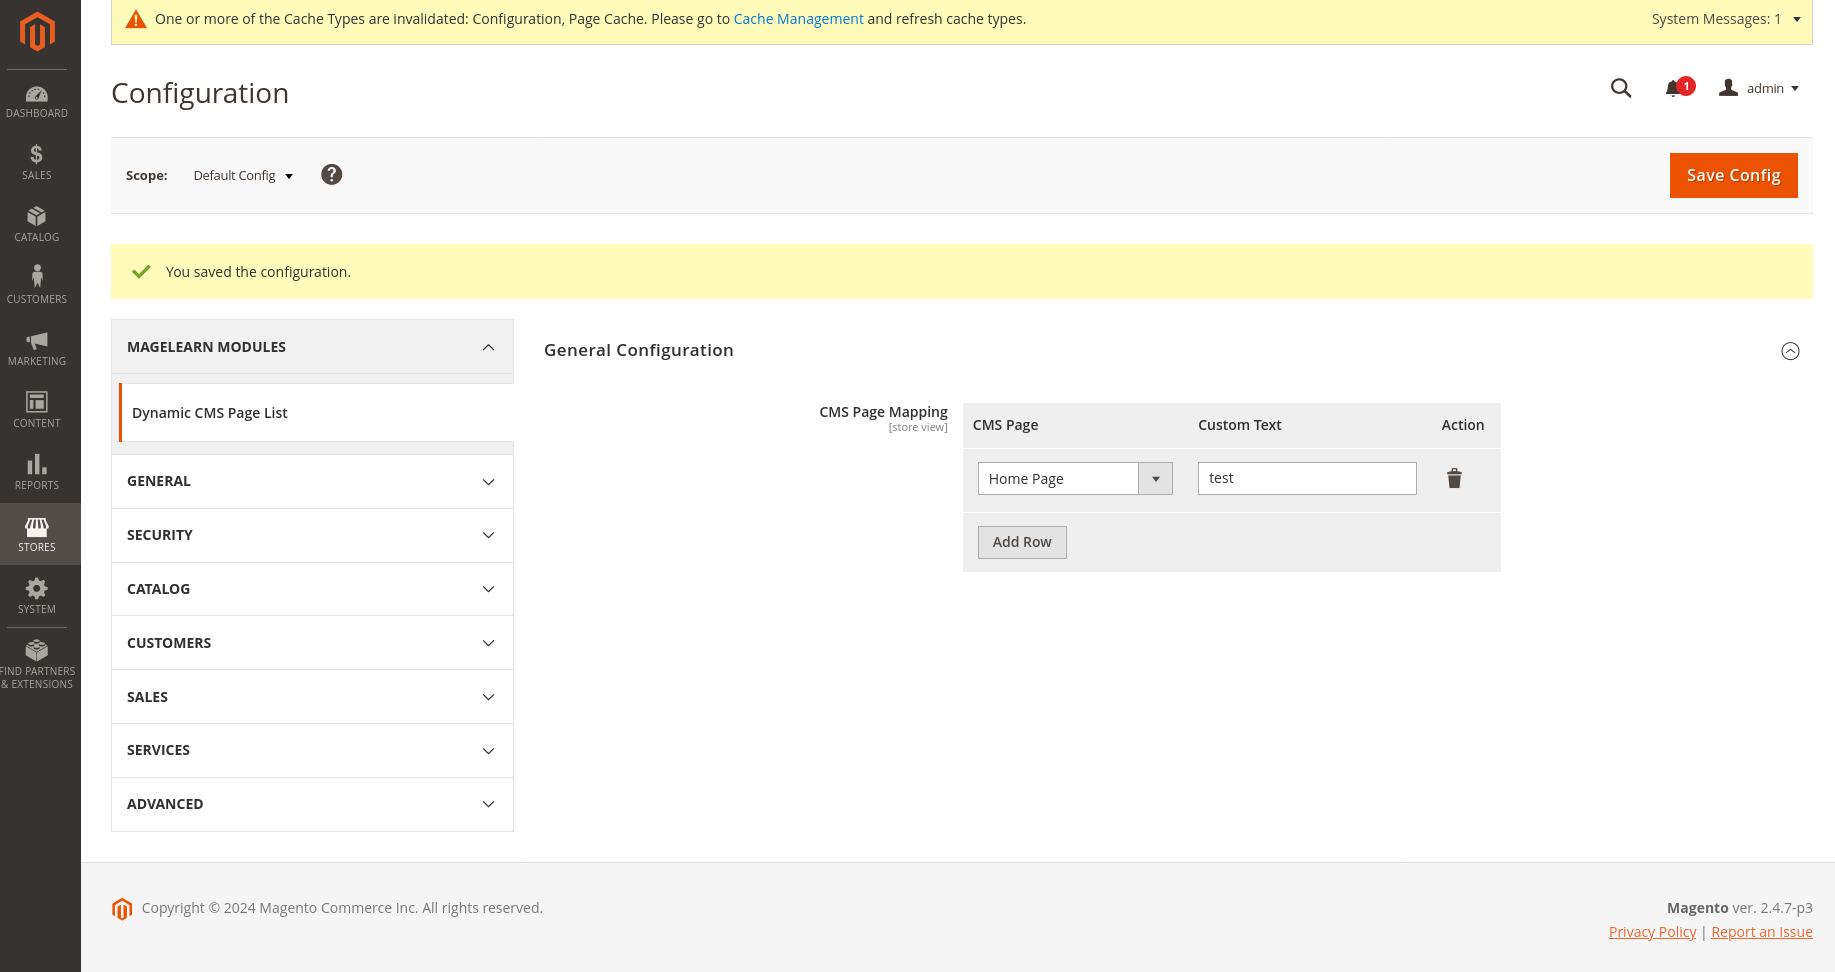 One or more of the Cache Types are invalidated: Configuration, Page Cache. Please go to Cache Management and refresh cache types.
System Messages: 1
Configuration
1
admin
Scope:
Default Config
?
Save Config
You saved the configuration.
DASHBOARD
$
SALES
CATALOG
CUSTOMERS
MARKETING
CONTENT
REPORTS
STORES
SYSTEM
FIND PARTNERS
& EXTENSIONS
MAGELEARN MODULES
Dynamic CMS Page List
GENERAL
SECURITY
CATALOG
CUSTOMERS
SALES
SERVICES
ADVANCED
General Configuration
CMS Page Mapping
[store view]
CMS Page
Custom Text
Action
Home Page
test
Add Row
Copyright © 2024 Magento Commerce Inc. All rights reserved.
Magento ver. 2.4.7-p3
Privacy Policy | Report an Issue